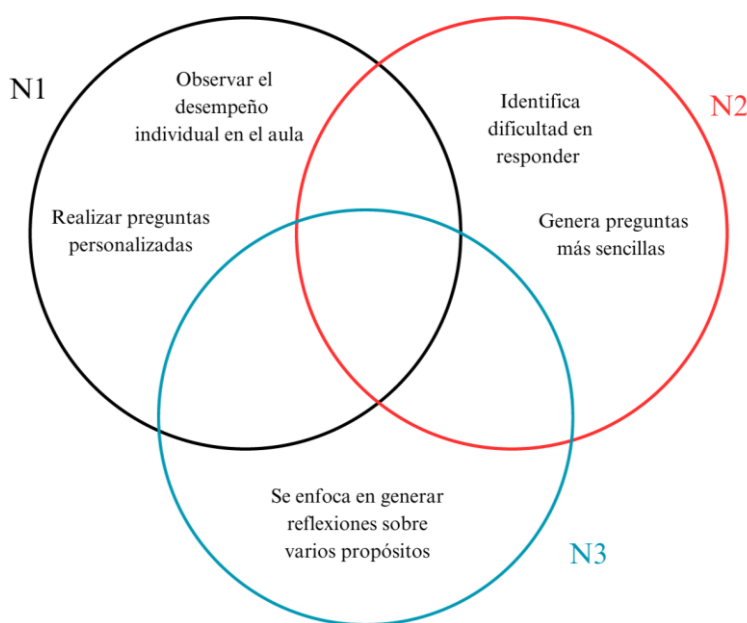 N1
Observar el
desempeño
individual en el aula
Realizar preguntas
personalizadas
N2
Identifica
dificultad en
responder
Genera preguntas
más sencillas
Se enfoca en generar
reflexiones sobre
varios propósitos
N3